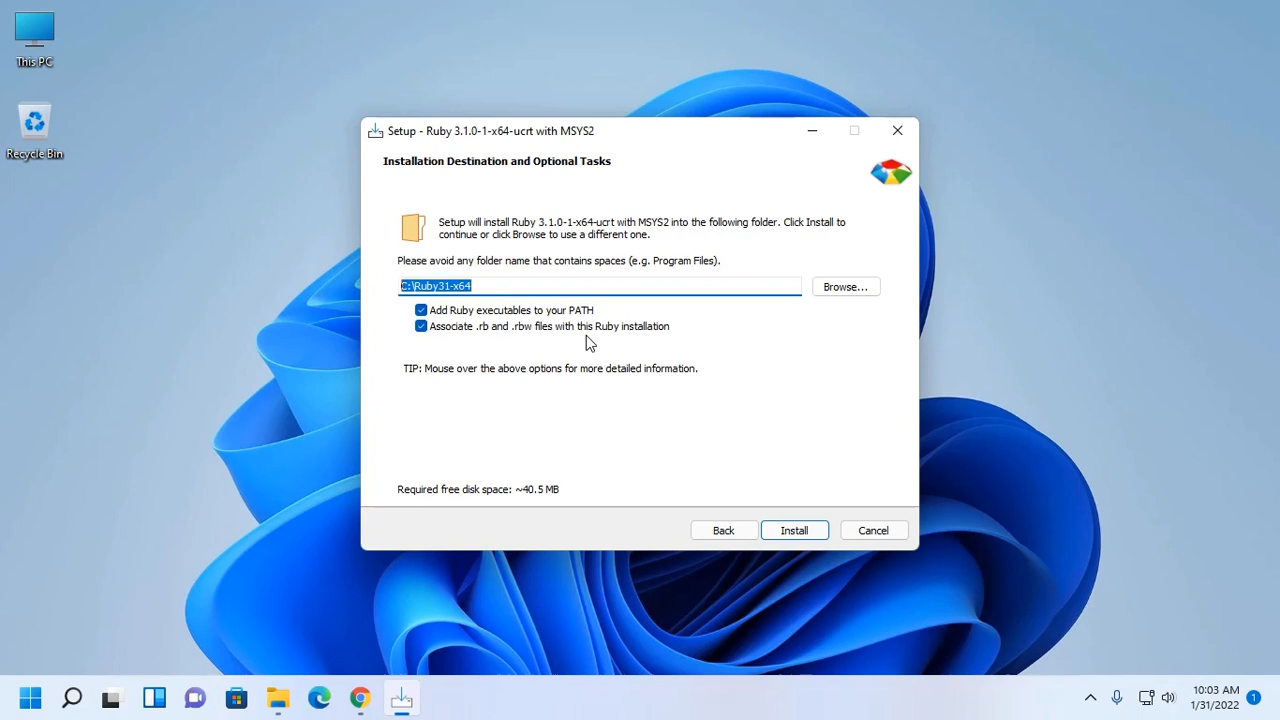 This PC
Recycle Bin
Setup - Ruby 3.1.0-1-x64-ucrt with MSYS2
Installation Destination and Optional Tasks
Setup will install Ruby 3.1.0-1-x64-ucrt with MSYS2 into the following folder. Click Install to
continue or click Browse to use a different one.
Please avoid any folder name that contains spaces (e.g. Program Files).
C:\Ruby31-x64
Browse...
Add Ruby executables to your PATH
Associate .rb and .rbw files with this Ruby installation
TIP: Mouse over the above options for more detailed information.
Required free disk space: ~40.5 MB
Back
Install
Cancel
10:03 AM
1/31/2022
1